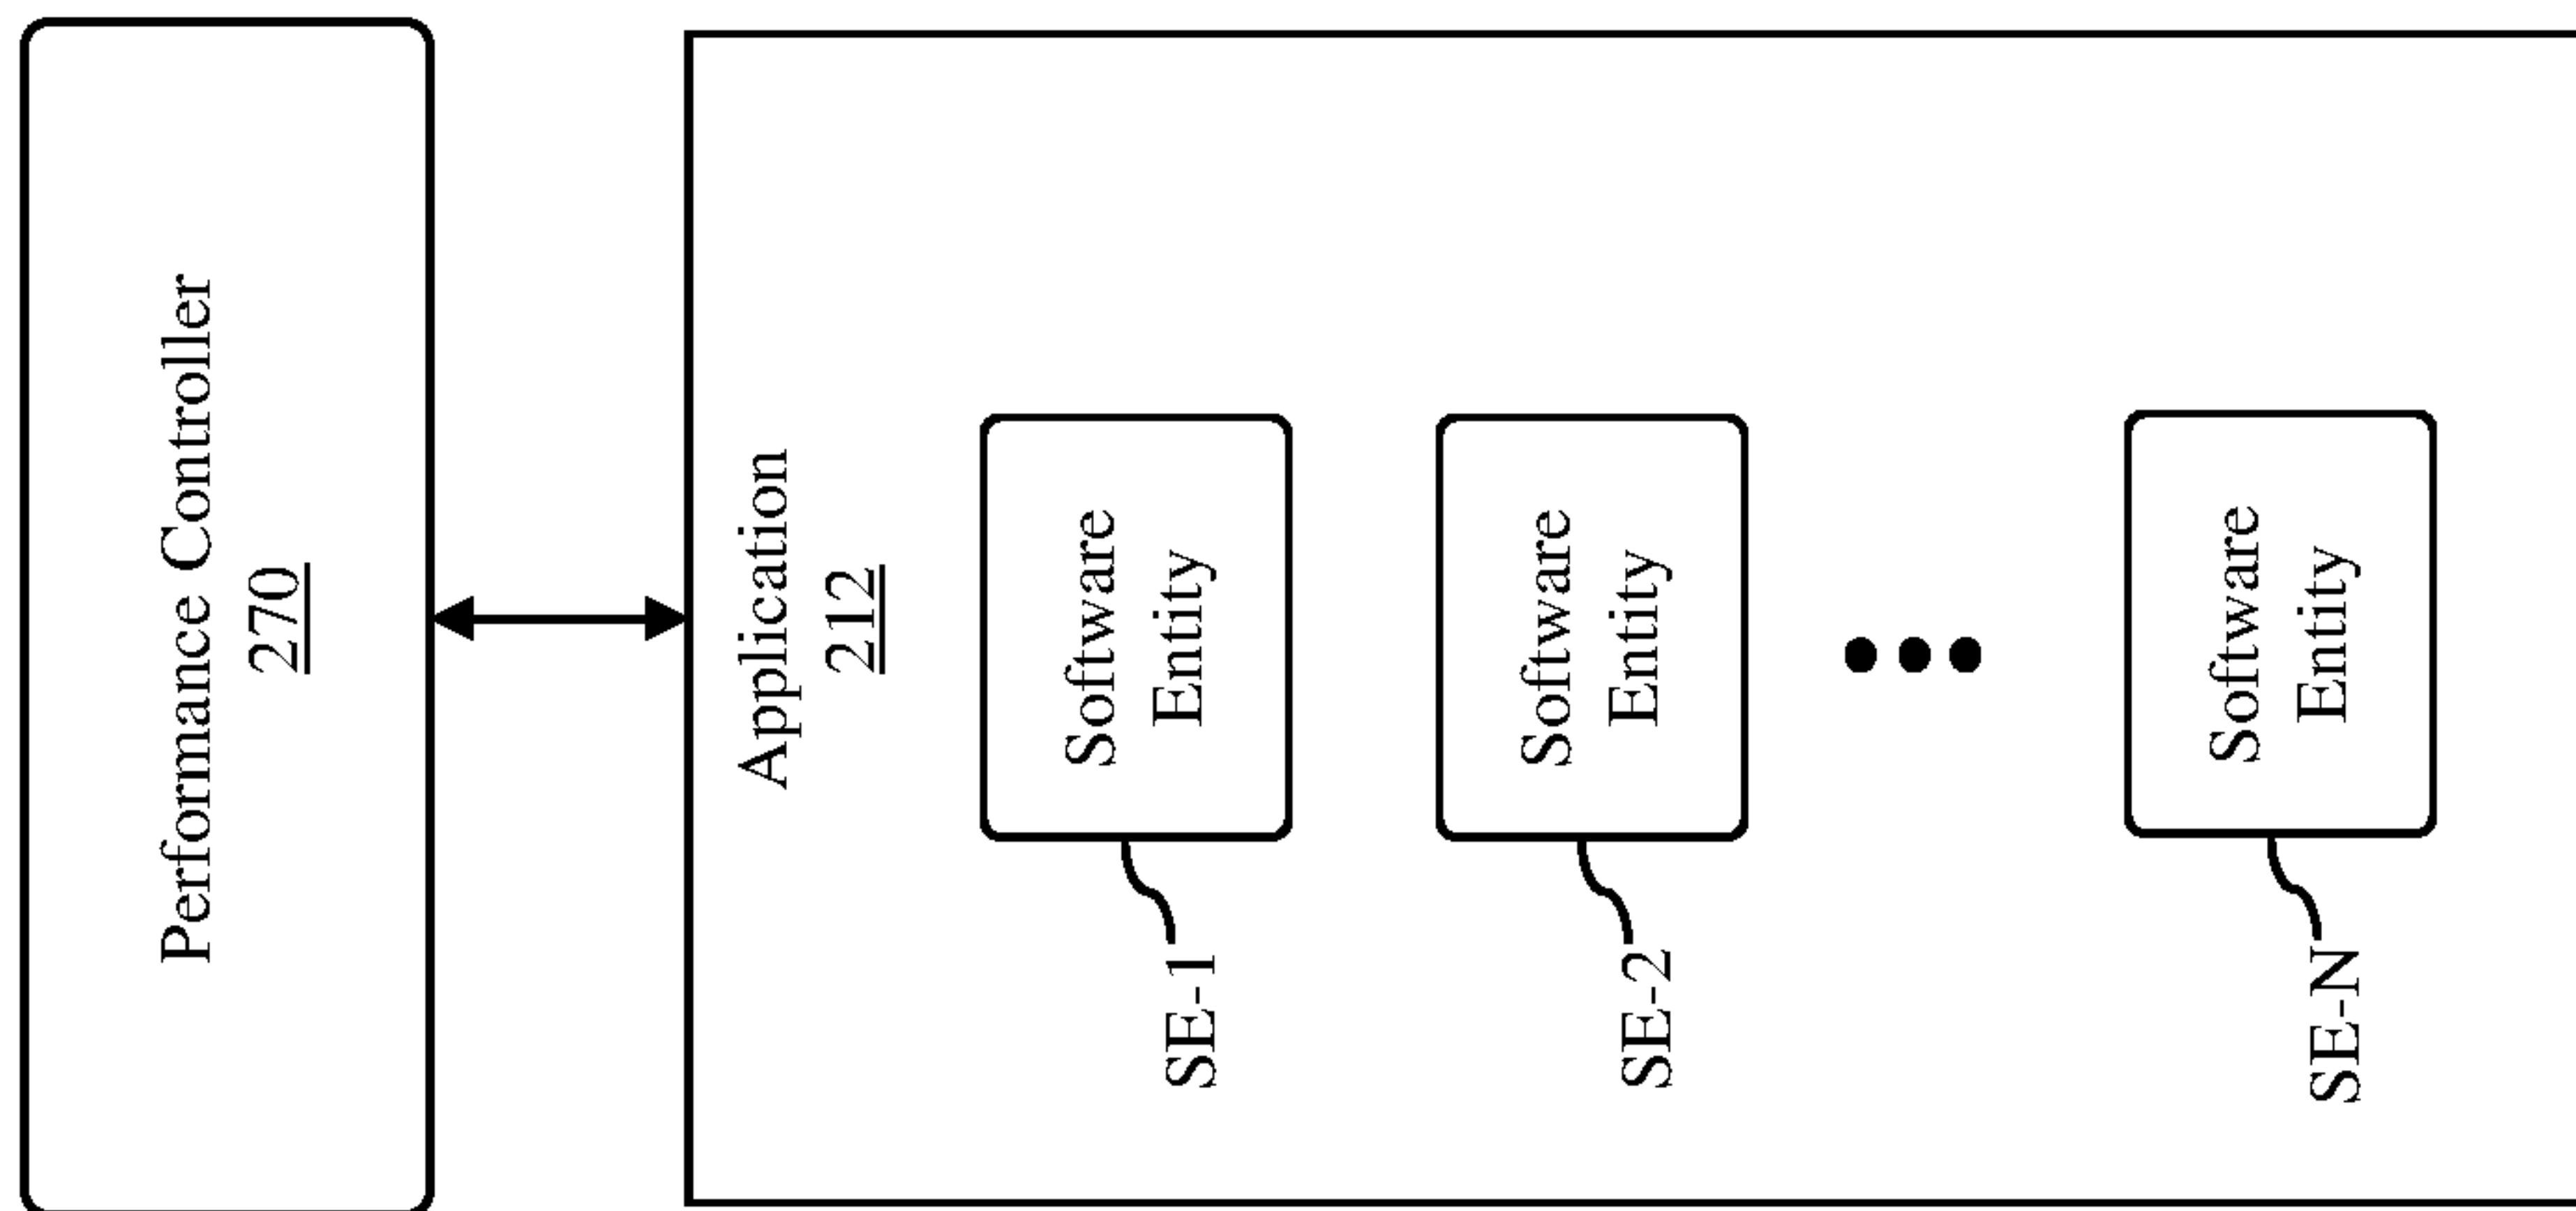 Performance Controller
270
Application
212
Software
Entity
SE-1
Software
Entity
SE-2
Software
Entity
SE-N